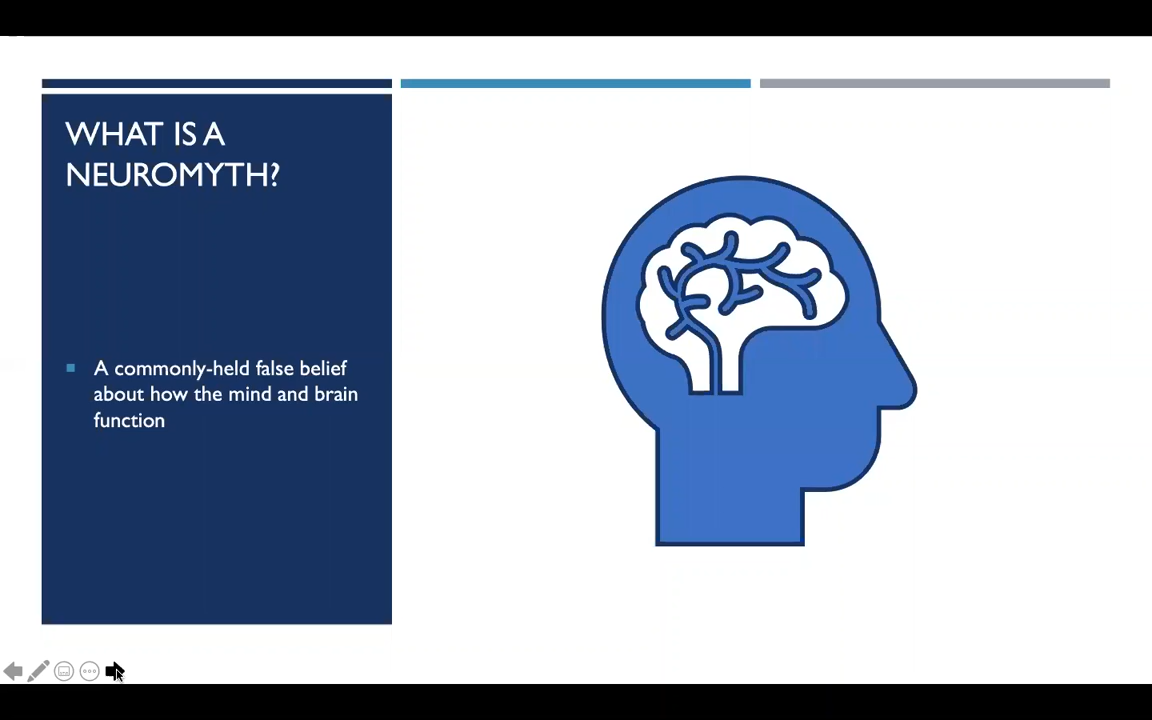 WHAT IS A
NEUROMYTH?
A commonly-held false belief
about how the mind and brain
function